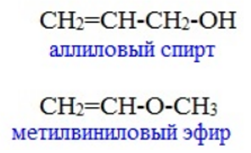 CH₂=CH-CH₂-OH
аллиловый спирт
CH₂=CH-O-CH₃
метилвиниловый эфир